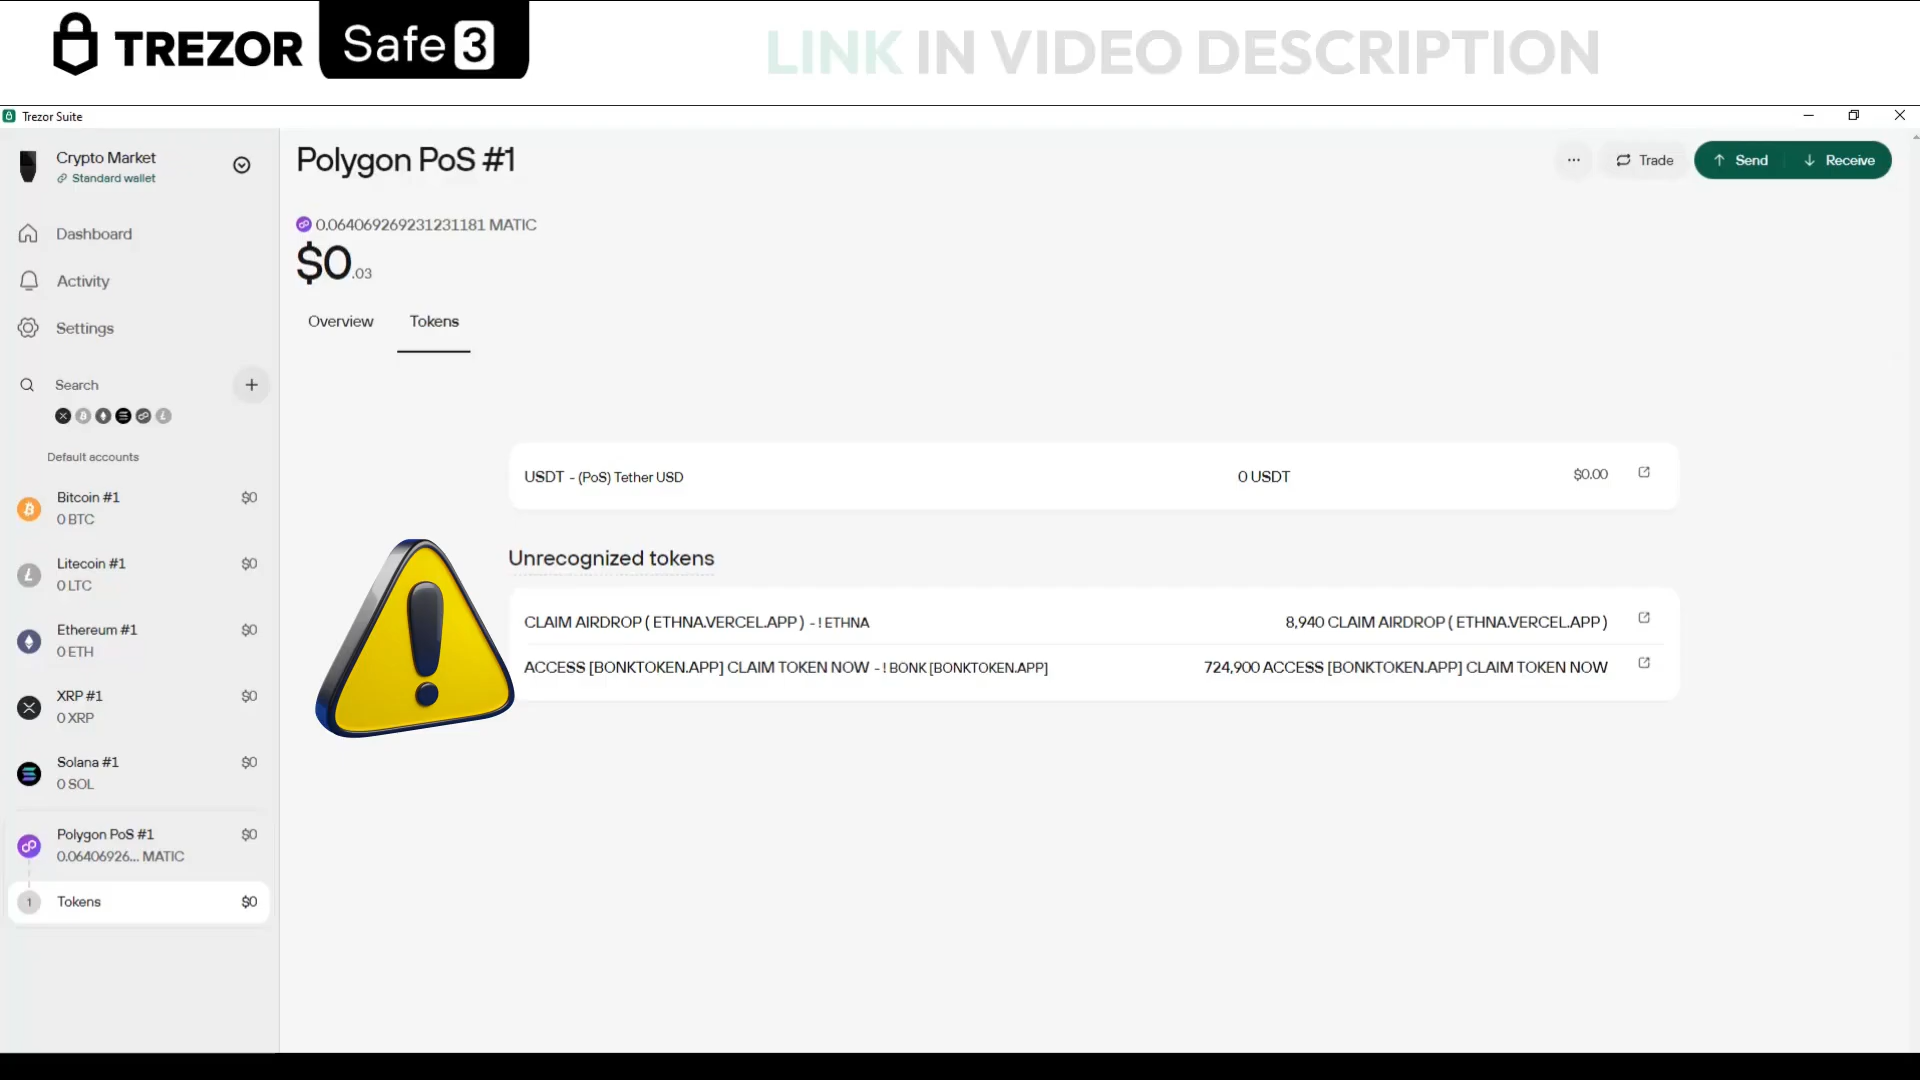 TREZOR Safe 3
LINK IN VIDEO DESCRIPTION
Trezor Suite
Crypto Market
Standard wallet
Dashboard
Activity
Settings
Search
Default accounts
Bitcoin #1 $0
0 BTC
Litecoin #1 $0
0 LTC
Ethereum #1 $0
0 ETH
XRP #1 $0
0 XRP
Solana #1 $0
0 SOL
Polygon PoS #1 $0
0.06406926... MATIC
1 Tokens $0
Polygon PoS #1
... Trade Send Receive
0.064069269231231181 MATIC
$0.03
Overview Tokens
USDT - (PoS) Tether USD 0 USDT $0.00
Unrecognized tokens
CLAIM AIRDROP ( ETHNA.VERCEL.APP ) - ! ETHNA 8,940 CLAIM AIRDROP ( ETHNA.VERCEL.APP )
ACCESS [BONKTOKEN.APP] CLAIM TOKEN NOW - ! BONK [BONKTOKEN.APP] 724,900 ACCESS [BONKTOKEN.APP] CLAIM TOKEN NOW